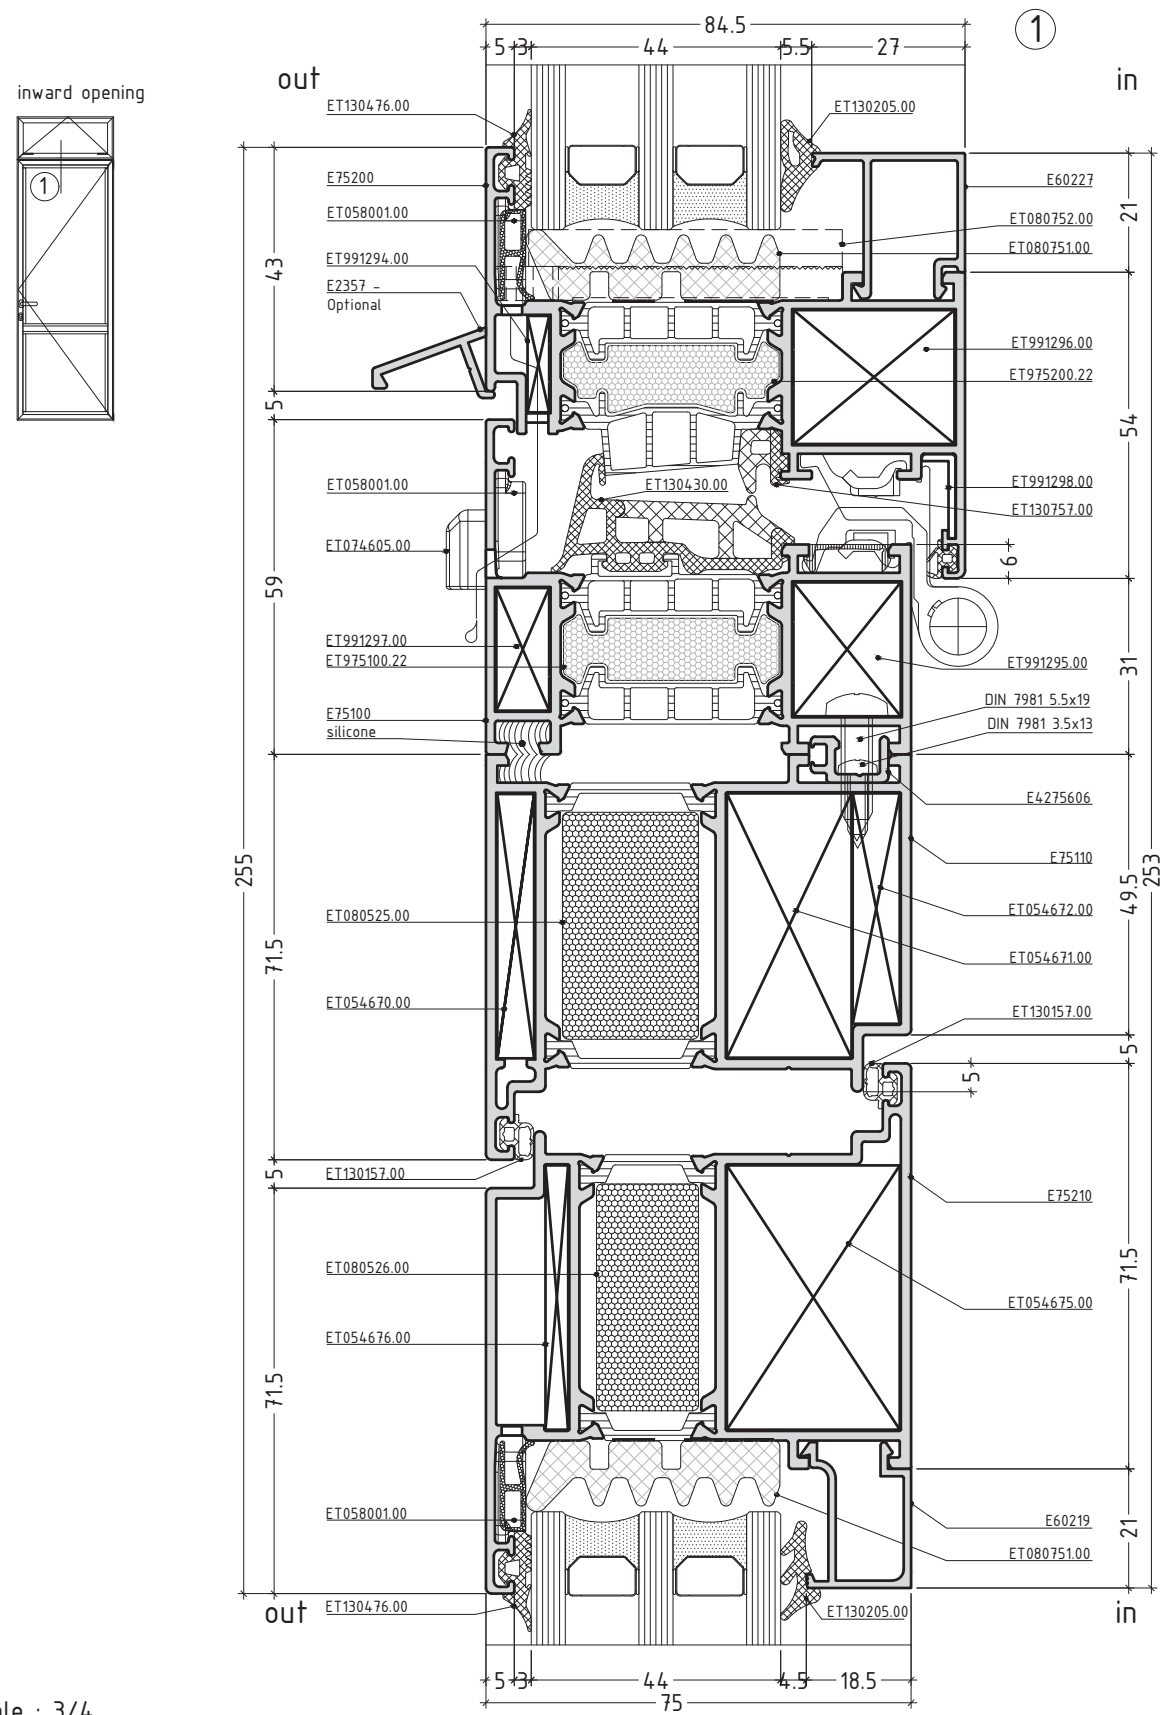 84.5
5
3
44
5.5
27
1
out
in
inward opening
1
ET130476.00
ET130205.00
E75200
E60227
ET058001.00
ET080752.00
21
ET991294.00
ET080751.00
43
E2357 -
Optional
ET991296.00
ET975200.22
5
54
ET058001.00
ET130430.00
ET991298.00
ET130757.00
ET074605.00
6
59
ET991297.00
ET975100.22
ET991295.00
31
E75100
silicone
DIN 7981 5.5x19
DIN 7981 3.5x13
E4275606
255
E75110
253
ET080525.00
ET054672.00
49.5
71.5
ET054671.00
ET054670.00
ET130157.00
5
5
ET130157.00
5
E75210
ET080526.00
71.5
ET054675.00
ET054676.00
71.5
ET058001.00
E60219
21
ET080751.00
out
ET130476.00
ET130205.00
in
5
3
44
4.5
18.5
75
: 3/4